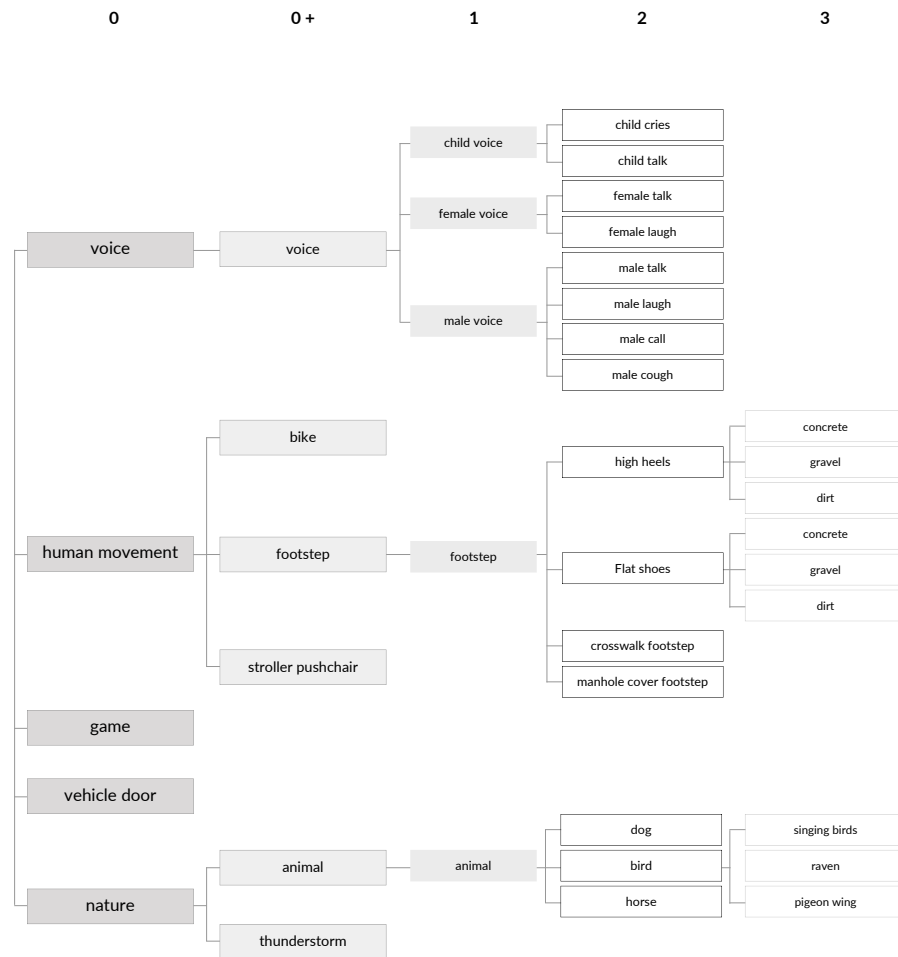 0 0 + 1 2 3
child cries
child voice
child talk
female talk
female voice
female laugh
voice voice
male talk
male laugh
male voice
male call
male cough
concrete
bike
high heels gravel
dirt
concrete
human movement footstep footstep
Flat shoes gravel
dirt
crosswalk footstep
stroller pushchair
manhole cover footstep
game
vehicle door
dog singing birds
animal animal bird raven
horse pigeon wing
nature
thunderstorm